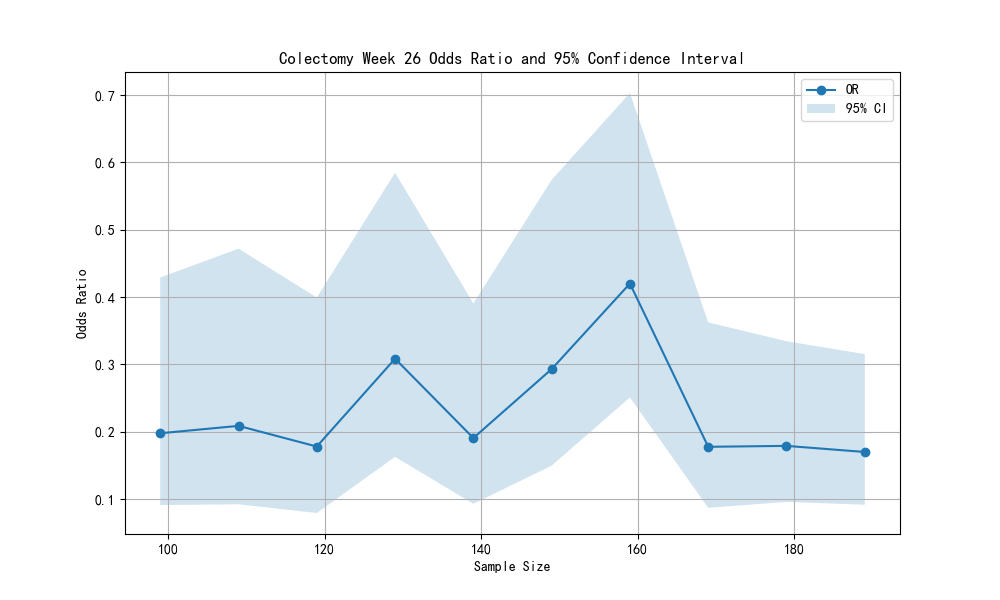 Colectomy Week 26 Odds Ratio and 95% Confidence Interval
OR
95% CI
0.7
0.6
0.5
0.4
0.3
0.2
0.1
Odds Ratio
100 120 140 160 180
Sample Size